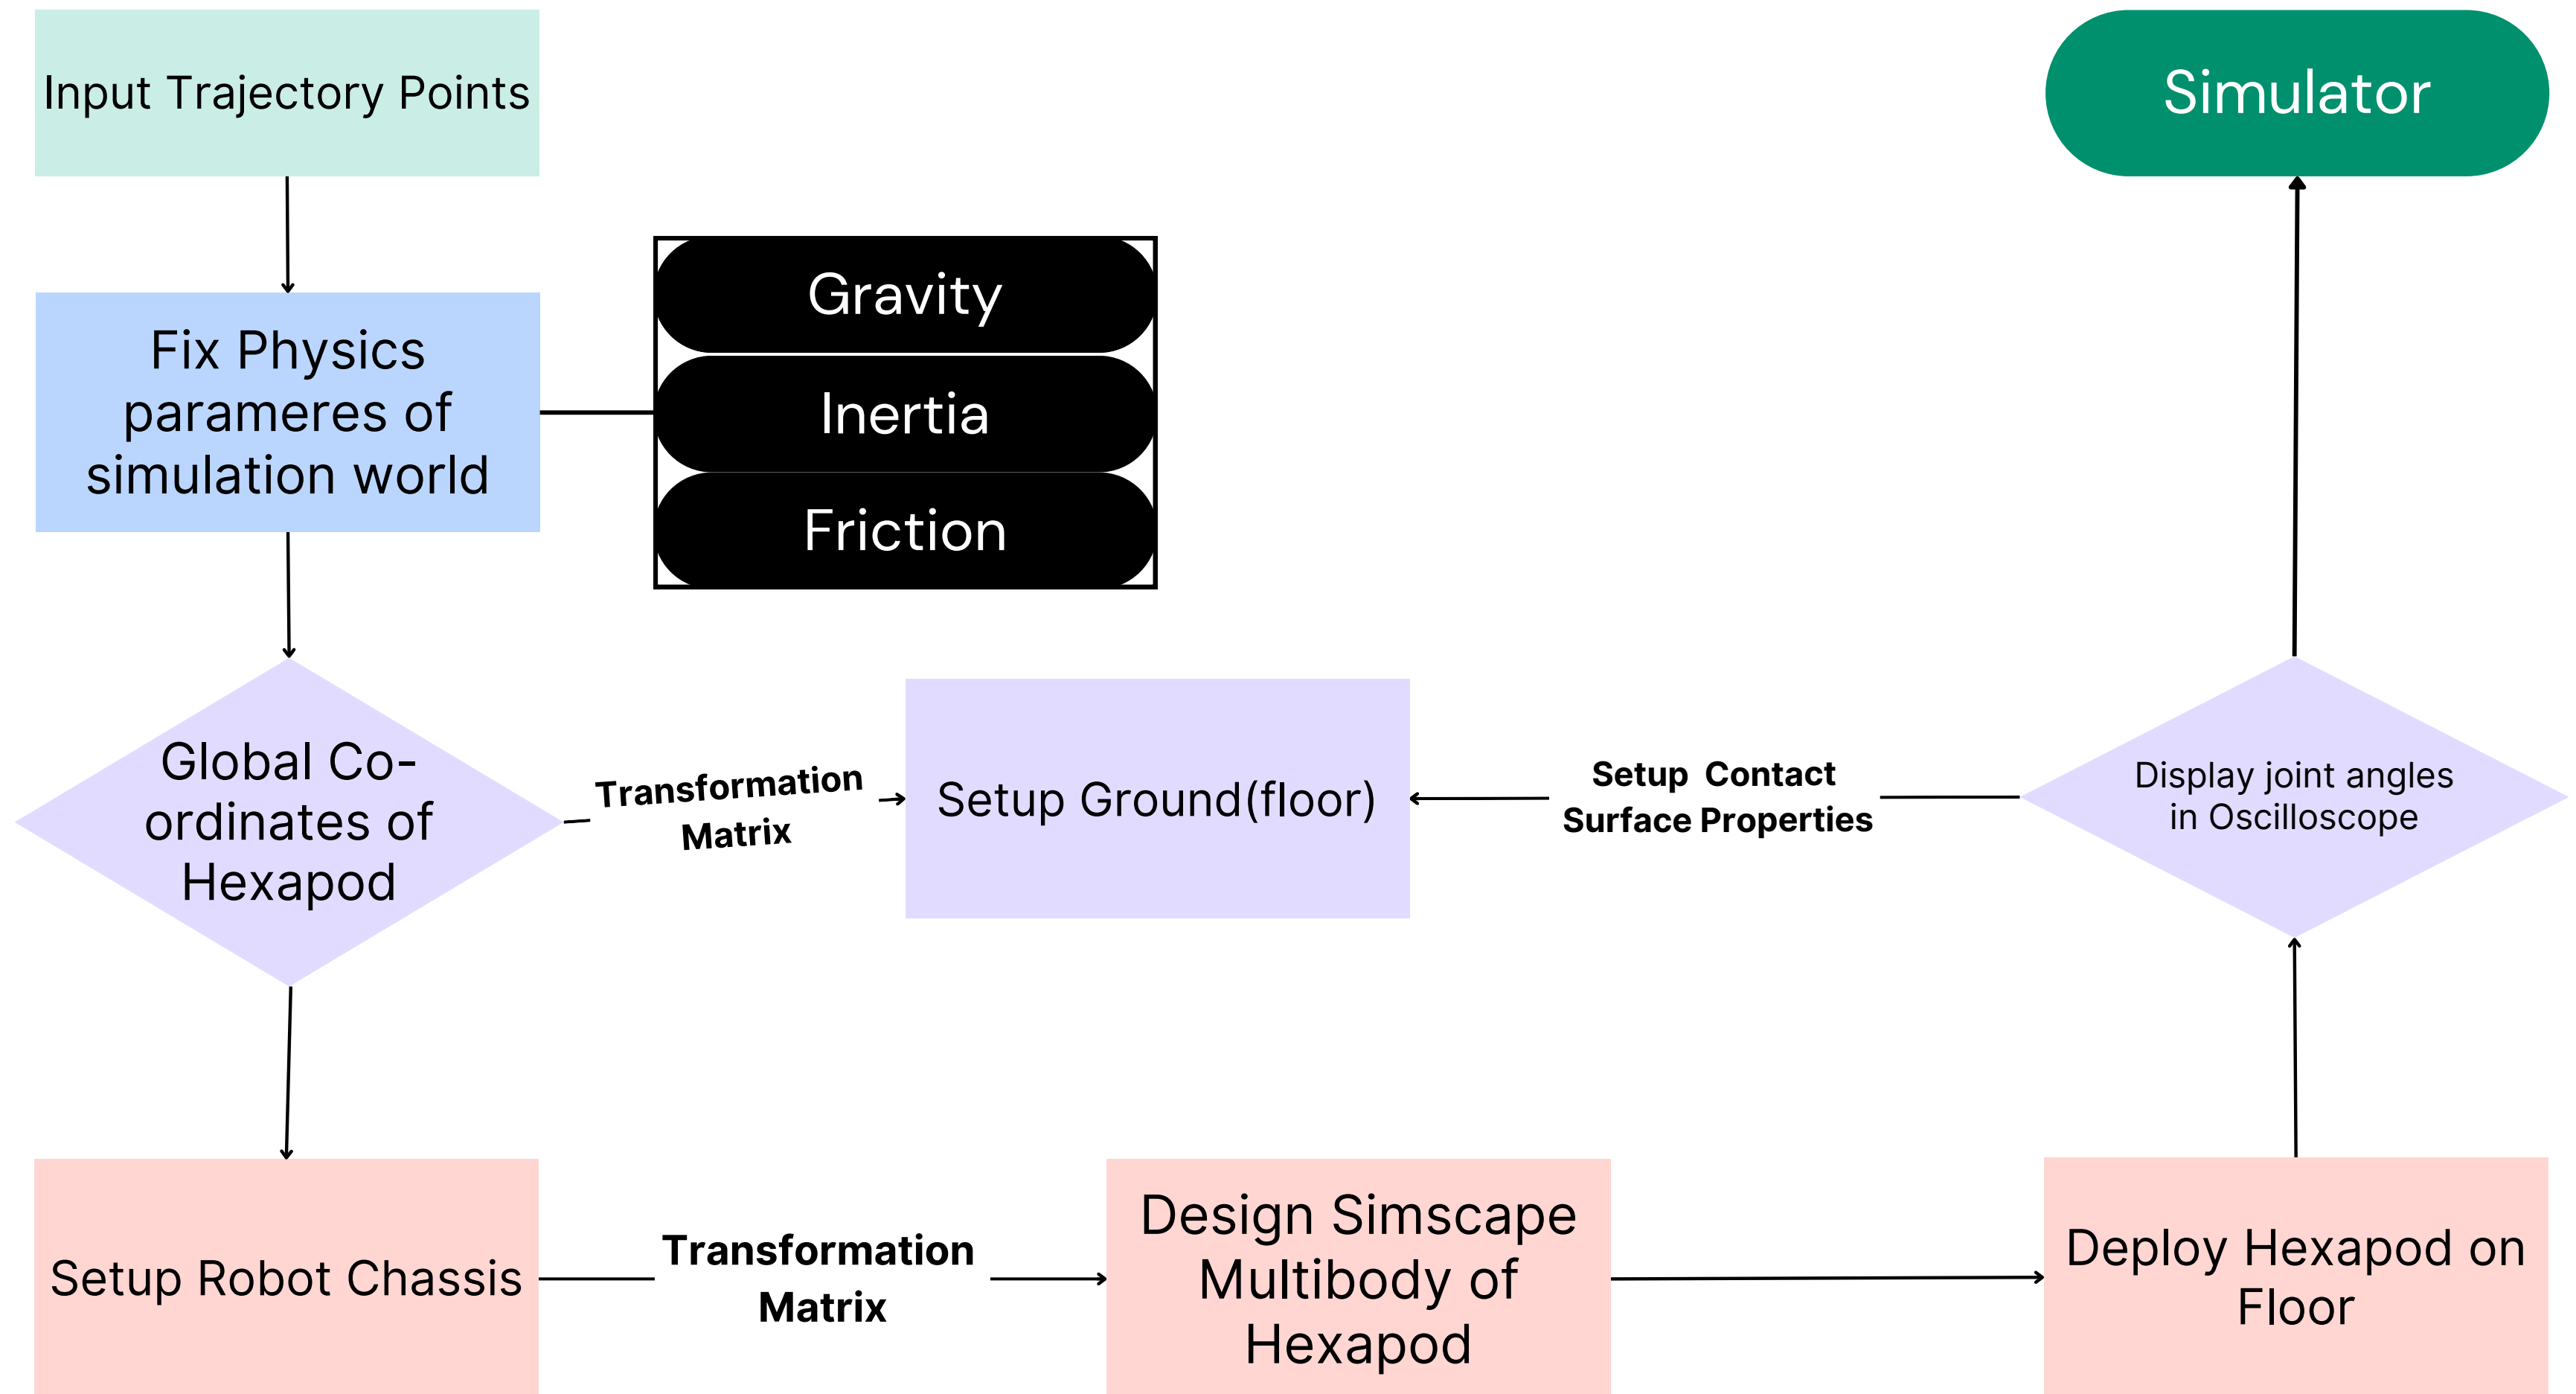 Input Trajectory Points
Simulator
Gravity
Inertia
Friction
Fix Physics
parameres of
simulation world
Global Co-
ordinates of
Hexapod
Transformation
Matrix
Setup Ground(floor)
Setup Contact
Surface Properties
Display joint angles
in Oscilloscope
Setup Robot Chassis
Transformation
Matrix
Design Simscape
Multibody of
Hexapod
Deploy Hexapod on
Floor